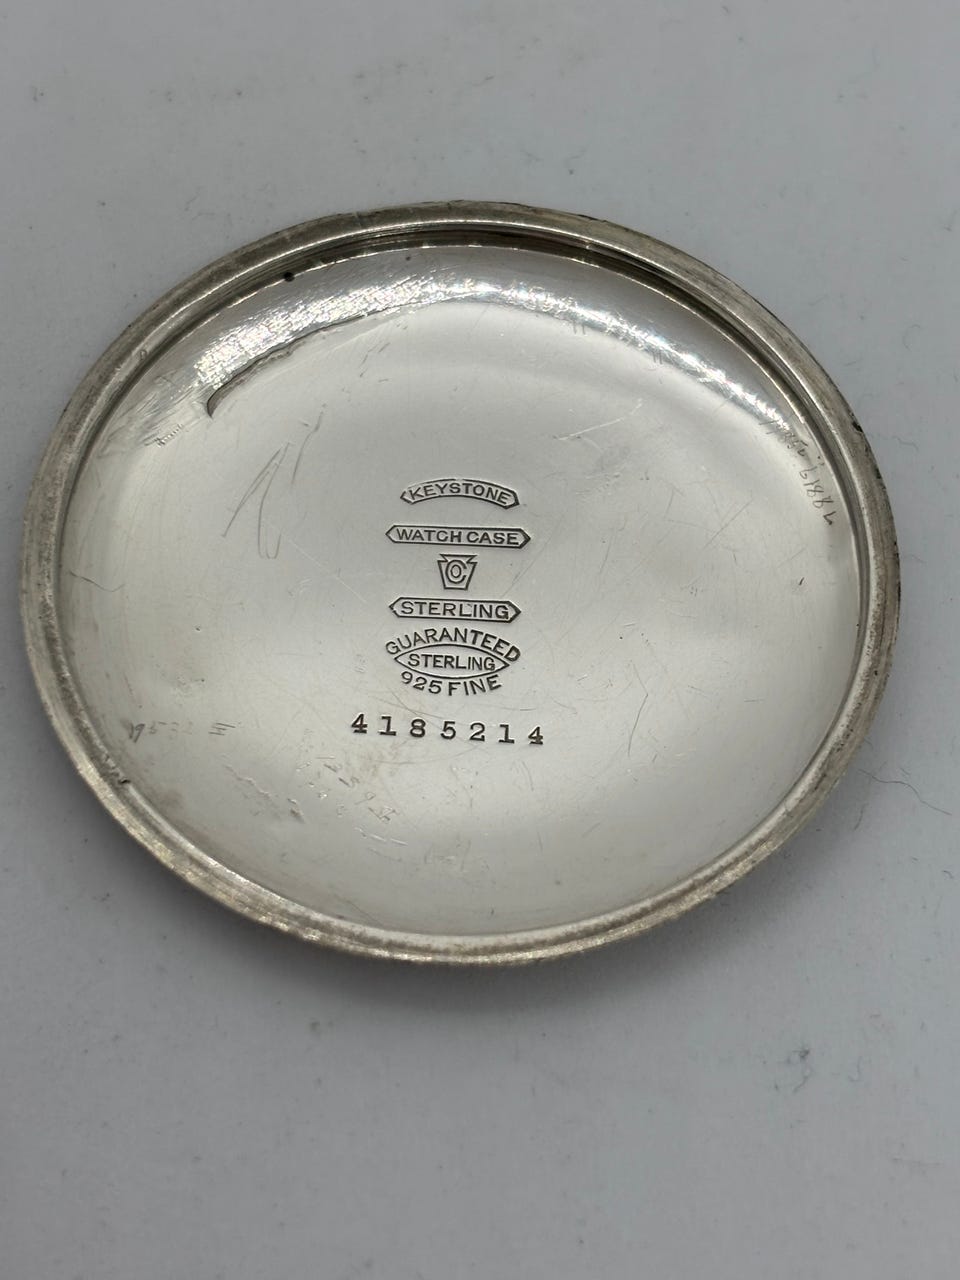 KEYSTONE
WATCH CASE
STERLING
GUARANTEED
STERLING
925 FINE
4185214